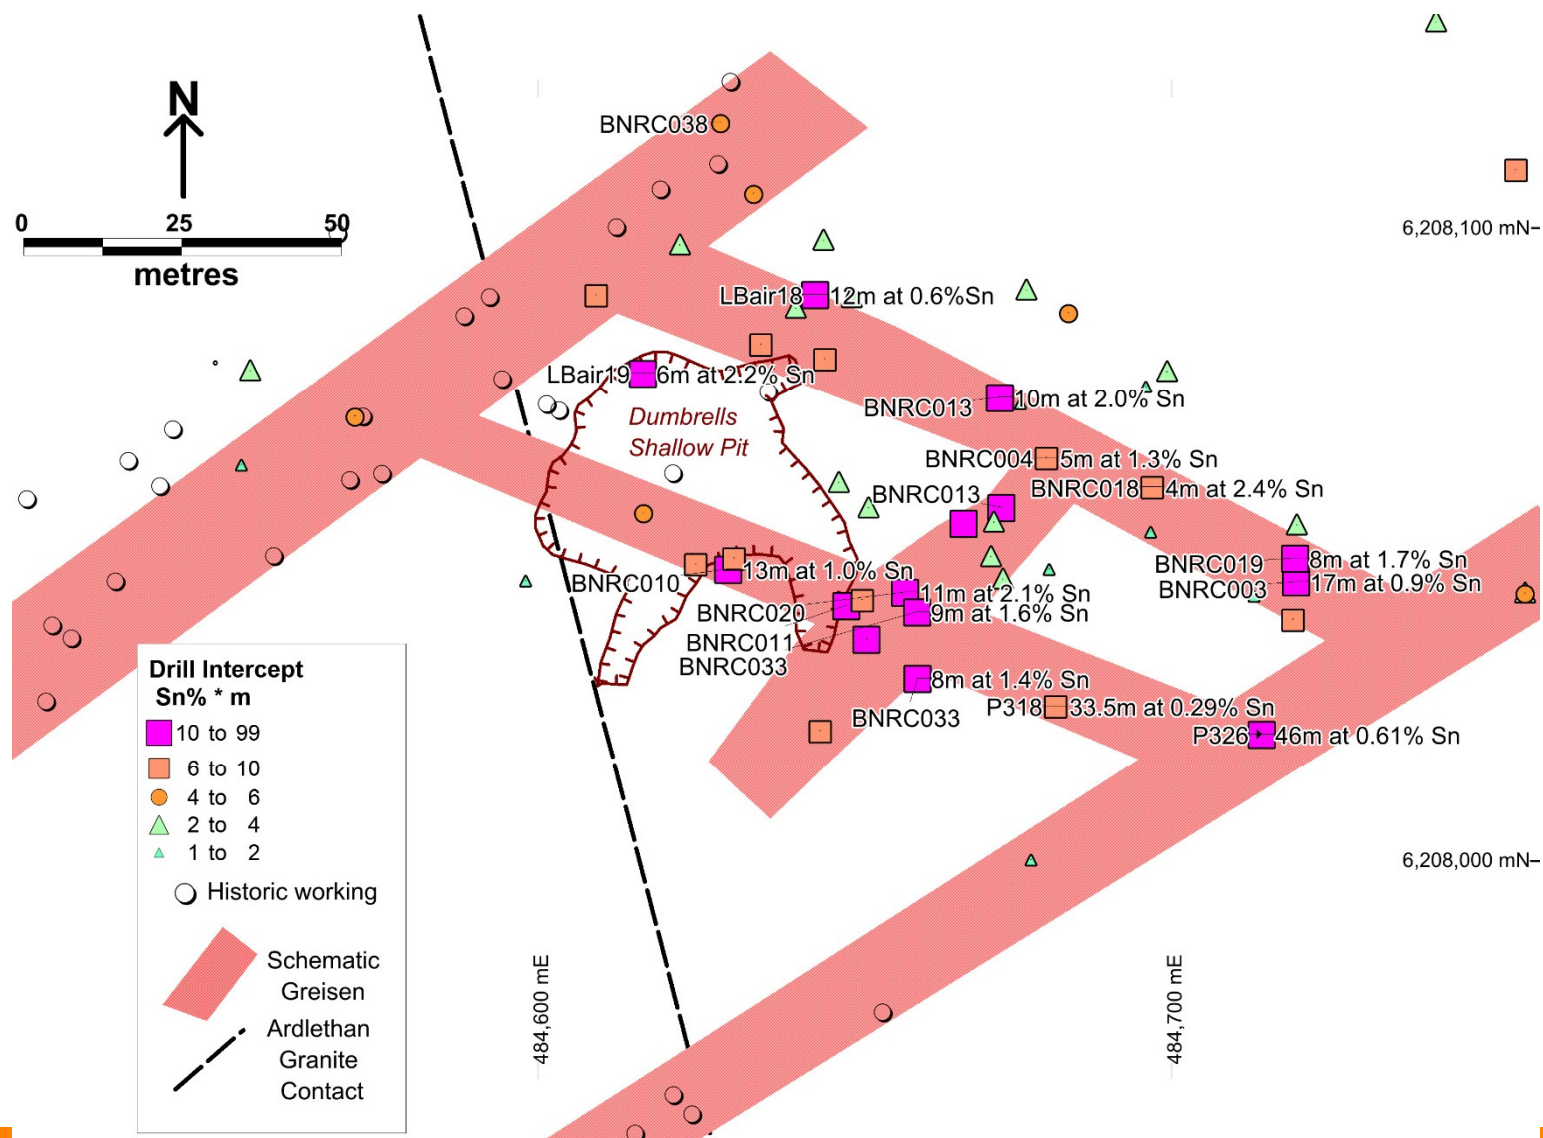 N
0 25 50
metres
BNRC038
6,208,100 mN
LBair18 12m at 0.6%Sn
LBair19 6m at 2.2% Sn
BNRC013 10m at 2.0% Sn
Dumbrells
Shallow Pit
BNRC004 5m at 1.3% Sn
BNRC018 4m at 2.4% Sn
BNRC013
BNRC019 8m at 1.7% Sn
BNRC003 17m at 0.9% Sn
BNRC010 13m at 1.0% Sn
BNRC020 11m at 2.1% Sn
BNRC011 9m at 1.6% Sn
BNRC033
8m at 1.4% Sn
BNRC033
P318 33.5m at 0.29% Sn
P326 46m at 0.61% Sn
6,208,000 mN
484,600 mE
484,700 mE
Drill Intercept
Sn% * m
10 to 99
6 to 10
4 to 6
2 to 4
1 to 2
Historic working
Schematic
Greisen
Ardlethan
Granite
Contact